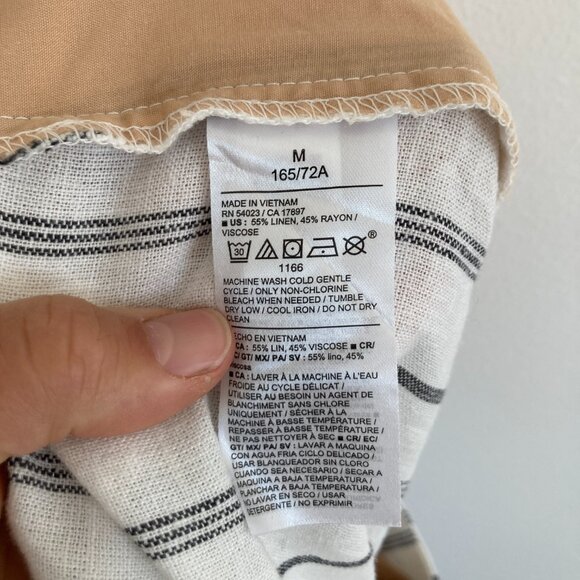 M
165/72A
MADE IN VIETNAM
RN 54023 / CA 17897
■ US : 55% LINEN, 45% RAYON /
VISCOSE
30
®
1166
MACHINE WASH COLD GENTLE
CYCLE / ONLY NON-CHLORINE
BLEACH WHEN NEEDED / TUMBLE
DRY LOW / COOL IRON / DO NOT DRY
CLEAN
ECHO EN VIETNAM
CA : 55% LIN, 45% VISCOSE ■ CR/
EC/ GT/ MX/ PA/ SV : 55% lino, 45%
viscosa
■ CA : LAVER À LA MACHINE À L'EAU
FROIDE AU CYCLE DÉLICAT /
UTILISER AU BESOIN UN AGENT DE
BLANCHIMENT SANS CHLORE
UNIQUEMENT / SÉCHER À LA
MACHINE À BASSE TEMPÉRATURE /
REPASSER À BASSE TEMPÉRATURE /
NE PAS NETTOYER À SEC ■ CR/ EC/
GT/ MX/ PA/ SV : LAVAR A MAQUINA
CON AGUA FRIA CICLO DELICADO /
USAR BLANQUEADOR SIN CLORO
CUANDO SEA NECESARIO / SECAR A
MAQUINA A BAJA TEMPERATURA /
PLANCHAR A BAJA TEMPERATURA /
NO LAVAR EN SECO / USAR
DETERGENTE / NO EXPRIMIR